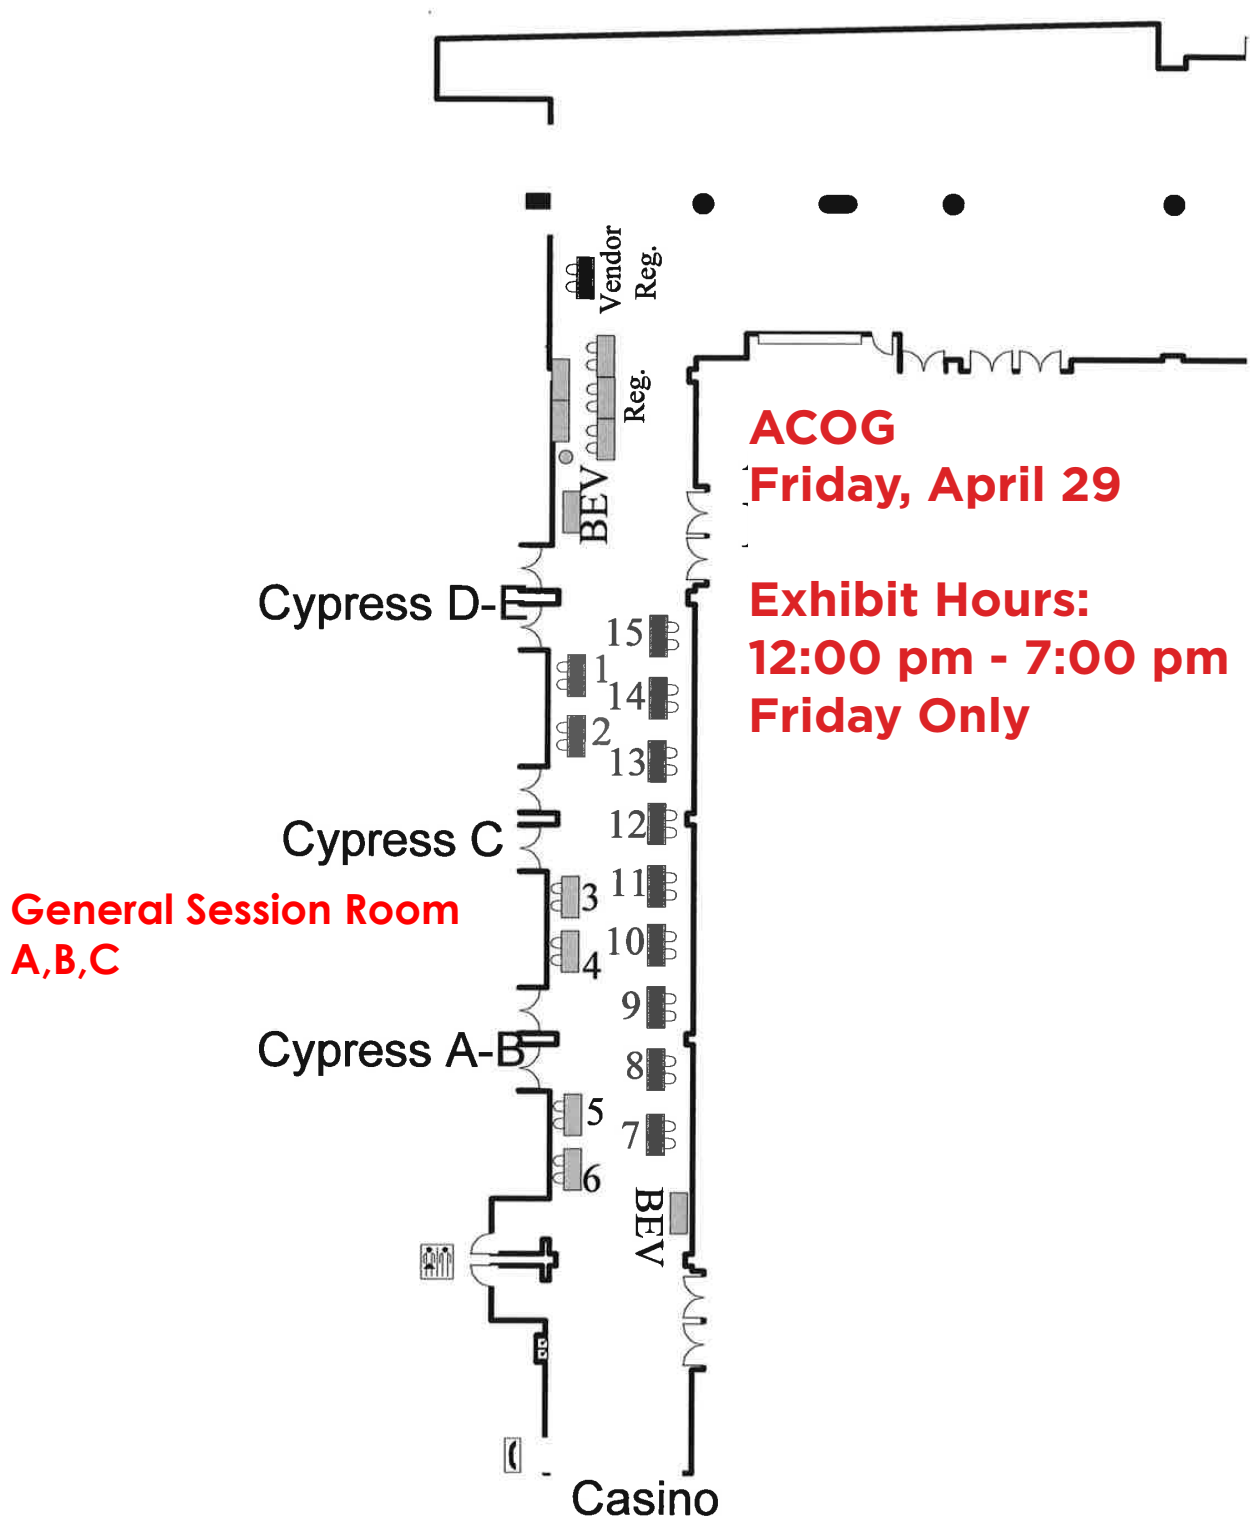 Vendor
Reg.
Reg.
BEV
ACOG
Friday, April 29
Exhibit Hours:
12:00 pm - 7:00 pm
Friday Only
Cypress D-E
15
1
14
2
13
12
Cypress C
11
3
General Session Room
A,B,C
10
4
9
Cypress A-B
8
5
7
6
BEV
Casino